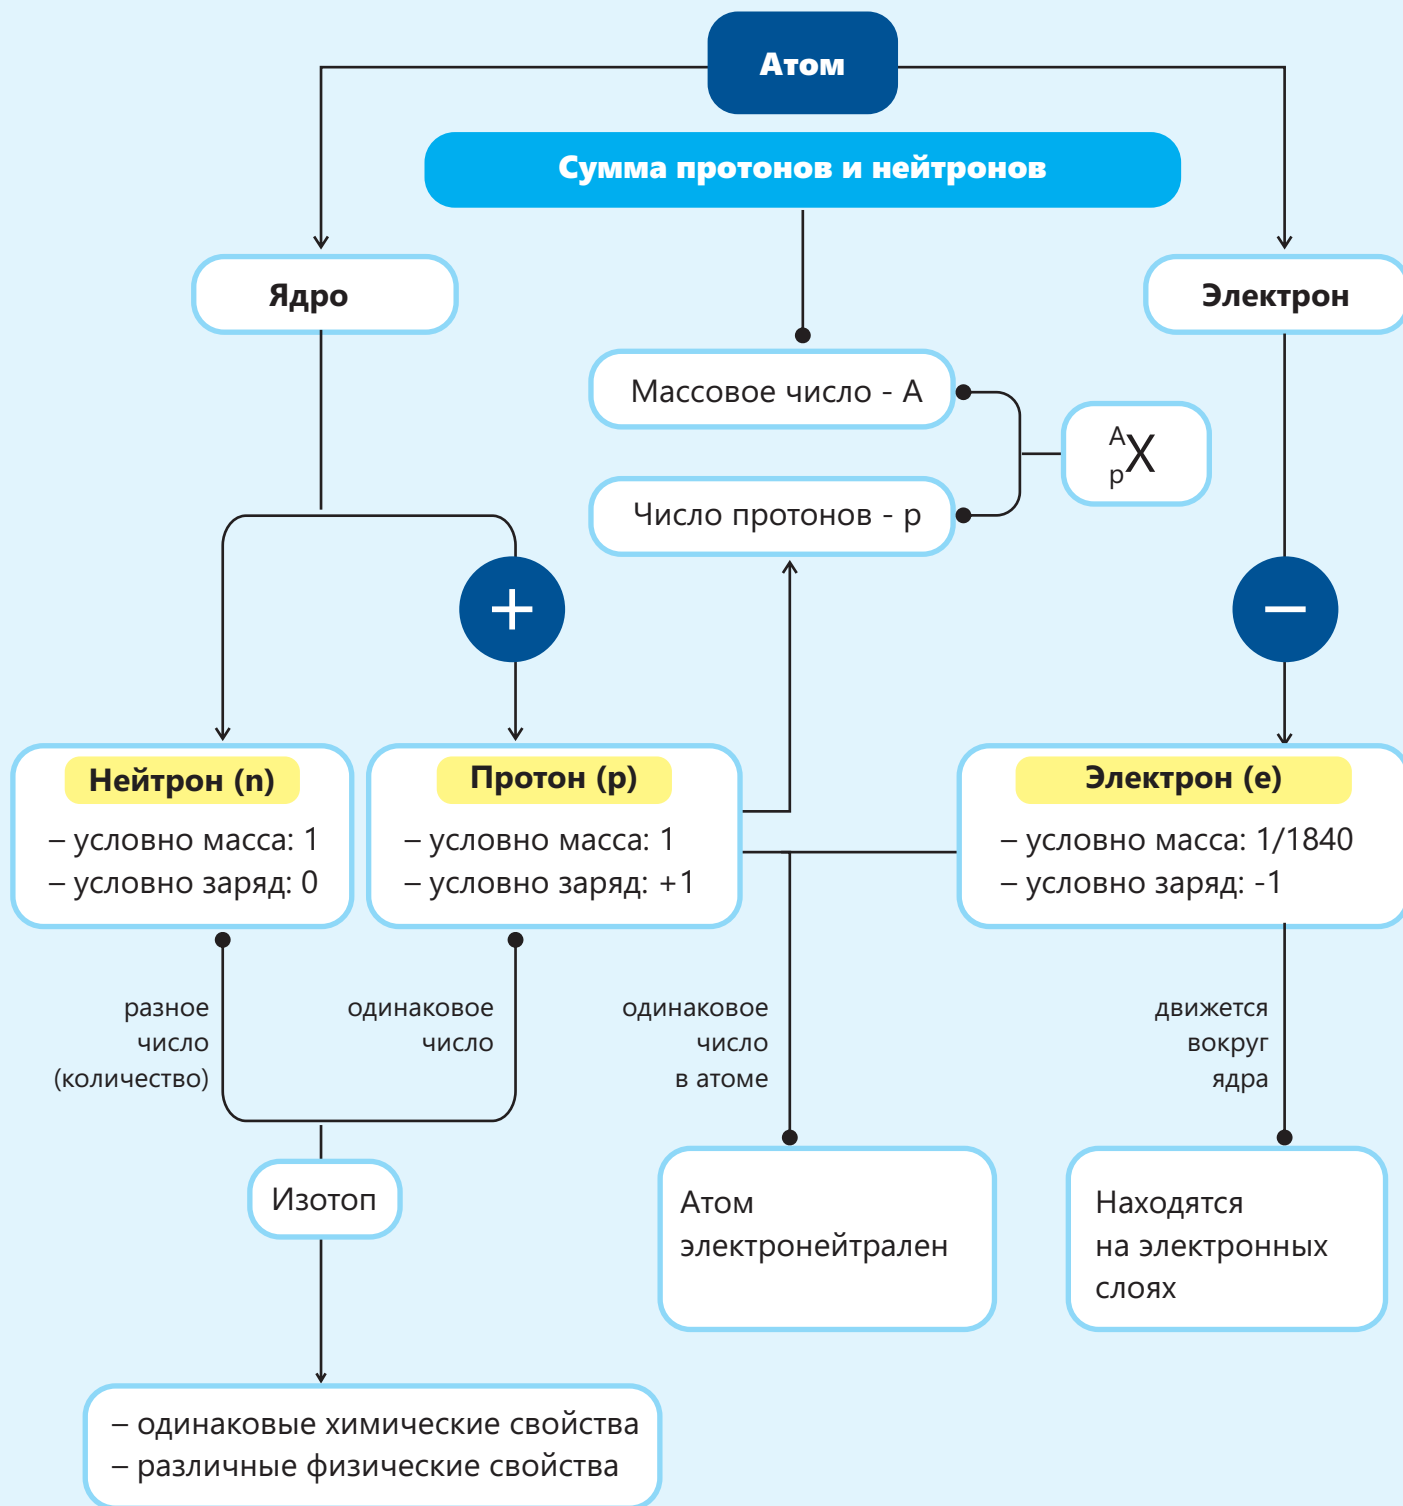 Атом
Сумма протонов и нейтронов
Ядро
Электрон
Массовое число - А
A
pX
Число протонов - р
+
−
Нейтрон (n)
– условно масса: 1
– условно заряд: 0
Протон (р)
– условно масса: 1
– условно заряд: +1
Электрон (е)
– условно масса: 1/1840
– условно заряд: -1
разное
число
(количество)
одинаковое
число
одинаковое
число
в атоме
движется
вокруг
ядра
Изотоп
Атом
электронейтрален
Находятся
на электронных
слоях
– одинаковые химические свойства
– различные физические свойства